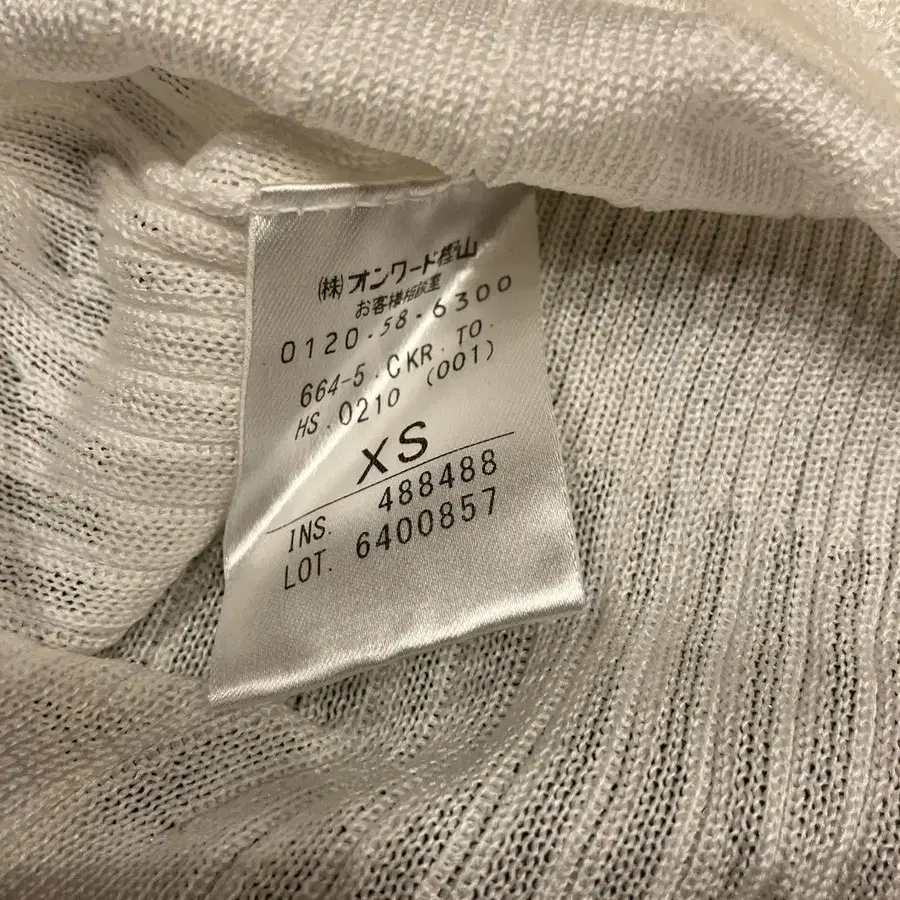 (株)オンワード樫山
お客様相談室
0120-58-6300
664-5.CKR.TO.
HS.0210 (001)
XS
INS. 488488
LOT. 6400857